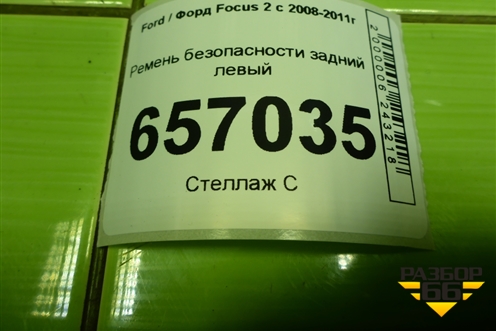 Ford / Форд Focus 2 с 2008-2011г
Ремень безопасности задний
левый
657035
Стеллаж С
2000006243218
РАЗБОР
66